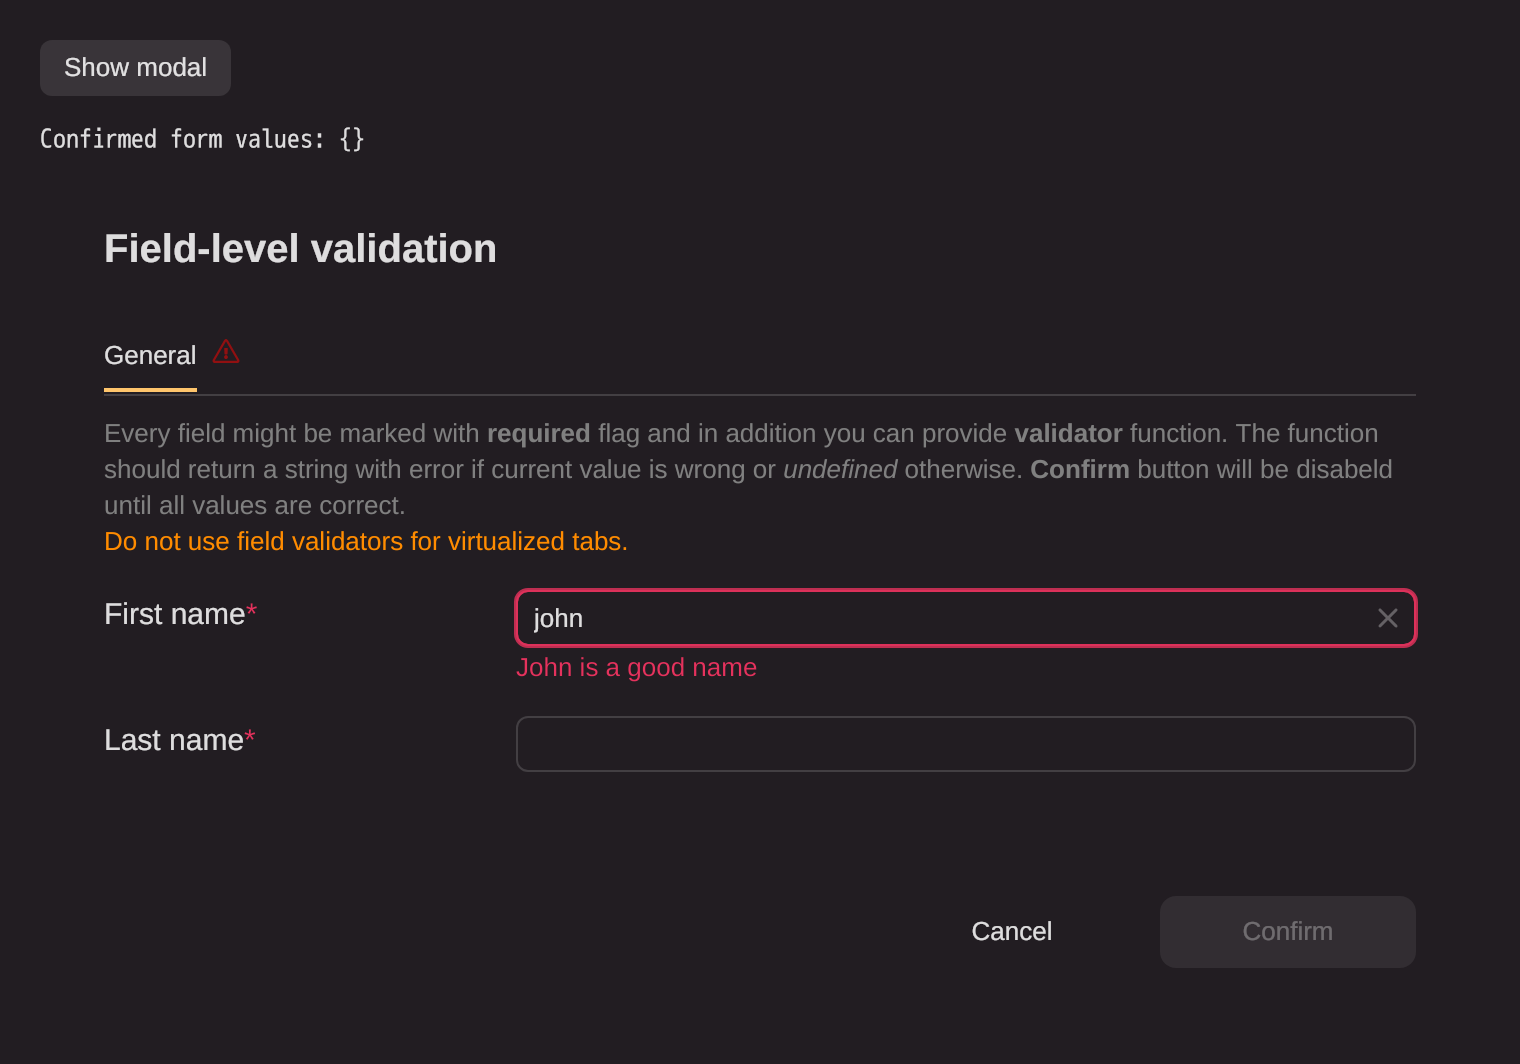 Show modal
Confirmed form values: {}
Field-level validation
General
Every field might be marked with required flag and in addition you can provide validator function. The function
should return a string with error if current value is wrong or undefined otherwise. Confirm button will be disabeld
until all values are correct.
Do not use field validators for virtualized tabs.
First name*
john
John is a good name
Last name*
Cancel
Confirm